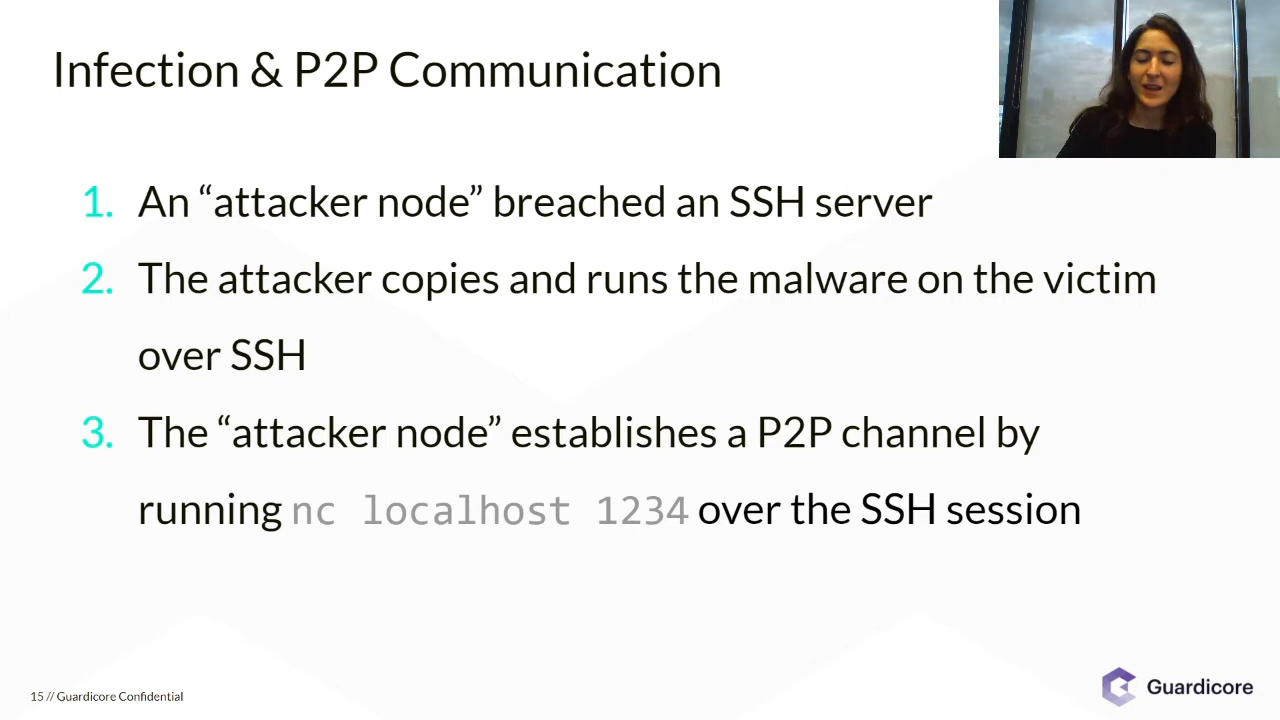 Infection & P2P Communication
1. An “attacker node” breached an SSH server
2. The attacker copies and runs the malware on the victim
over SSH
3. The “attacker node” establishes a P2P channel by
running nc localhost 1234 over the SSH session
15 // Guardicore Confidential
Guardicore